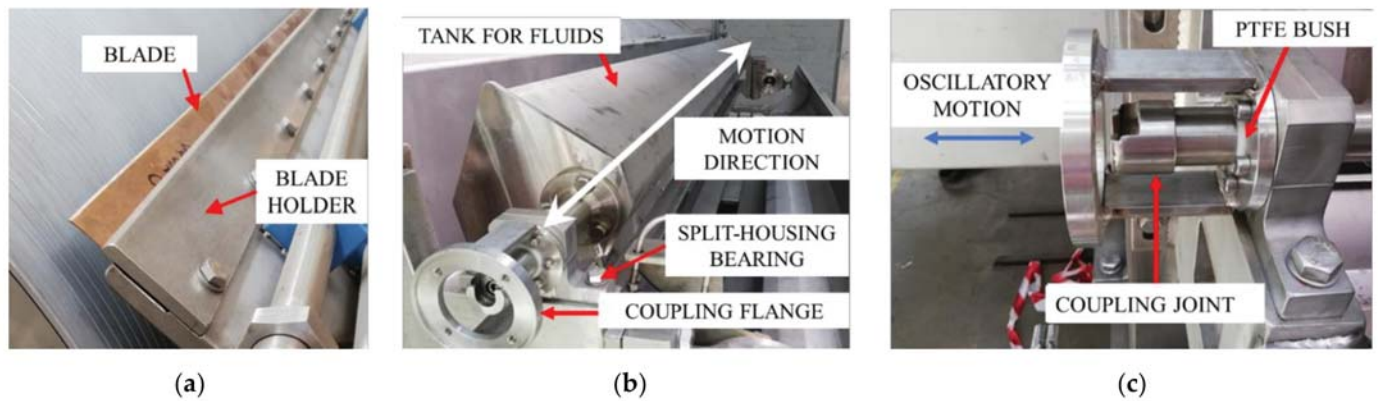 BLADE
BLADE
HOLDER
(a)
TANK FOR FLUIDS
MOTION
DIRECTION
SPLIT-HOUSING
BEARING
COUPLING FLANGE
(b)
PTFE BUSH
OSCILLATORY
MOTION
COUPLING JOINT
(c)